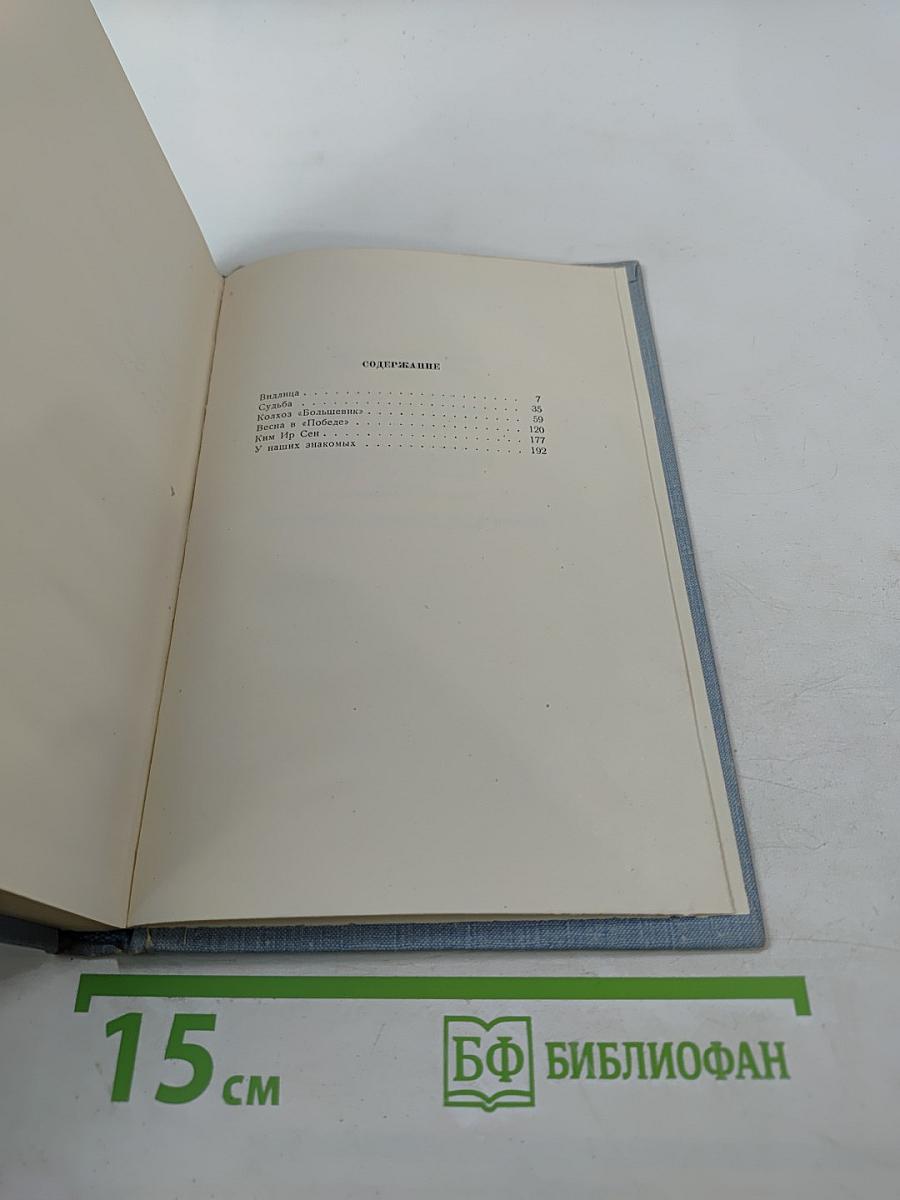 СОДЕРЖАНИЕ
Видлица . . . . . . . . . . . . . . . . . . . . . . 7
Судьба . . . . . . . . . . . . . . . . . . . . . . 35
Колхоз «Большевик» . . . . . . . . . . . . . . . . 59
Весна в «Победе» . . . . . . . . . . . . . . . . . 120
Ким Ир Сен . . . . . . . . . . . . . . . . . . . . 177
У наших знакомых . . . . . . . . . . . . . . . . . 192
15 см
БФ БИБЛИОФАН